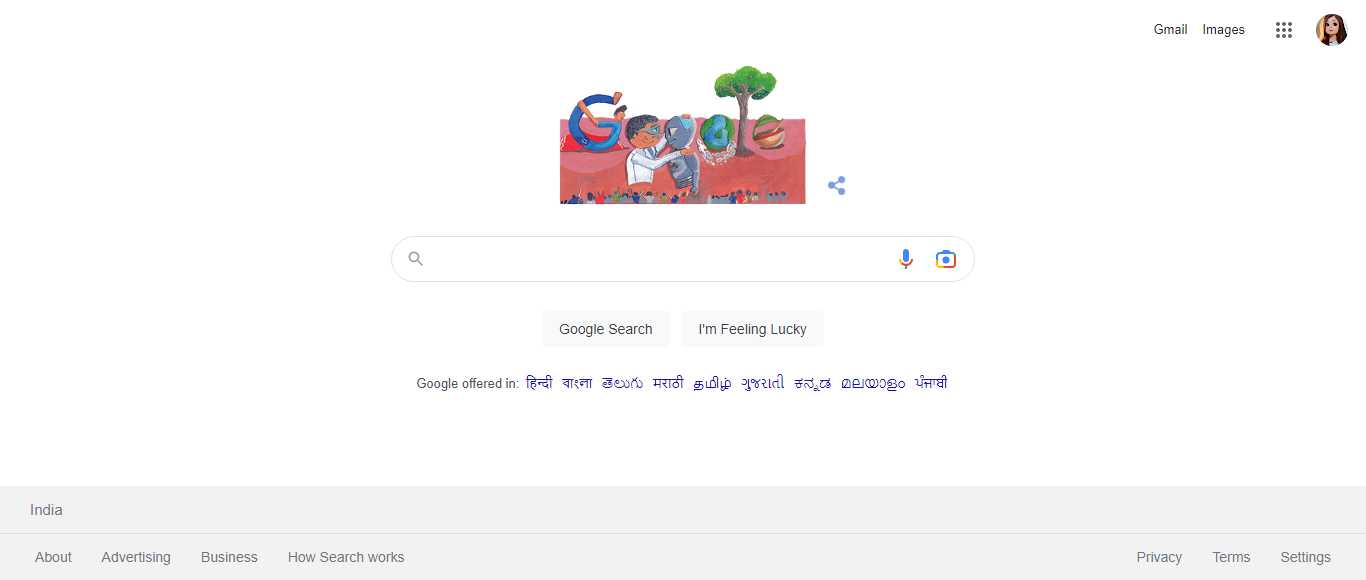 Gmail Images
Google Search I'm Feeling Lucky
Google offered in: हिन्दी বাংলা తెలుగు मराठी தமிழ் ગુજરાતી ಕನ್ನಡ മലയാളം ਪੰਜਾਬੀ
India
About Advertising Business How Search works Privacy Terms Settings